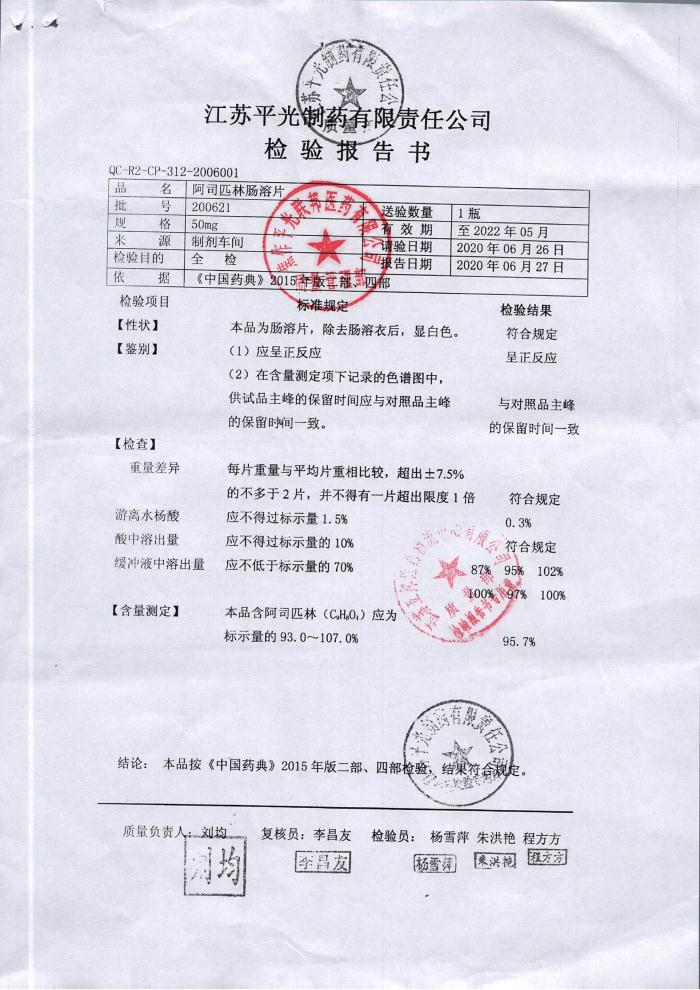 江苏平光制药有限责任公司
检验报告书
QC-R2-CP-312-2006001
品名 阿司匹林肠溶片
批号 200621 送验数量 1瓶
规格 50mg 有效期 至2022年05月
来源 制剂车间 请验日期 2020年06月26日
检验目的 全检 报告日期 2020年06月27日
依据 《中国药典》2015年版二部、四部
检验项目 标准规定 检验结果
【性状】 本品为肠溶片，除去肠溶衣后，显白色。 符合规定
【鉴别】 （1）应呈正反应 呈正反应
（2）在含量测定项下记录的色谱图中，
供试品主峰的保留时间应与对照品主峰 与对照品主峰
的保留时间一致。 的保留时间一致
【检查】
重量差异 每片重量与平均片重相比较，超出±7.5%
的不多于2片，并不得有一片超出限度1倍 符合规定
游离水杨酸 应不得过标示量1.5% 0.3%
酸中溶出量 应不得过标示量的10% 符合规定
缓冲液中溶出量 应不低于标示量的70% 87% 95% 102%
100% 97% 100%
【含量测定】 本品含阿司匹林（C₉H₈O₄）应为
标示量的93.0～107.0% 95.7%
结论： 本品按《中国药典》2015年版二部、四部检验，结果符合规定。
质量负责人：刘均 复核员：李昌友 检验员： 杨雪萍 朱洪艳 程方方
刘均 李昌友 杨雪萍 朱洪艳 程方方